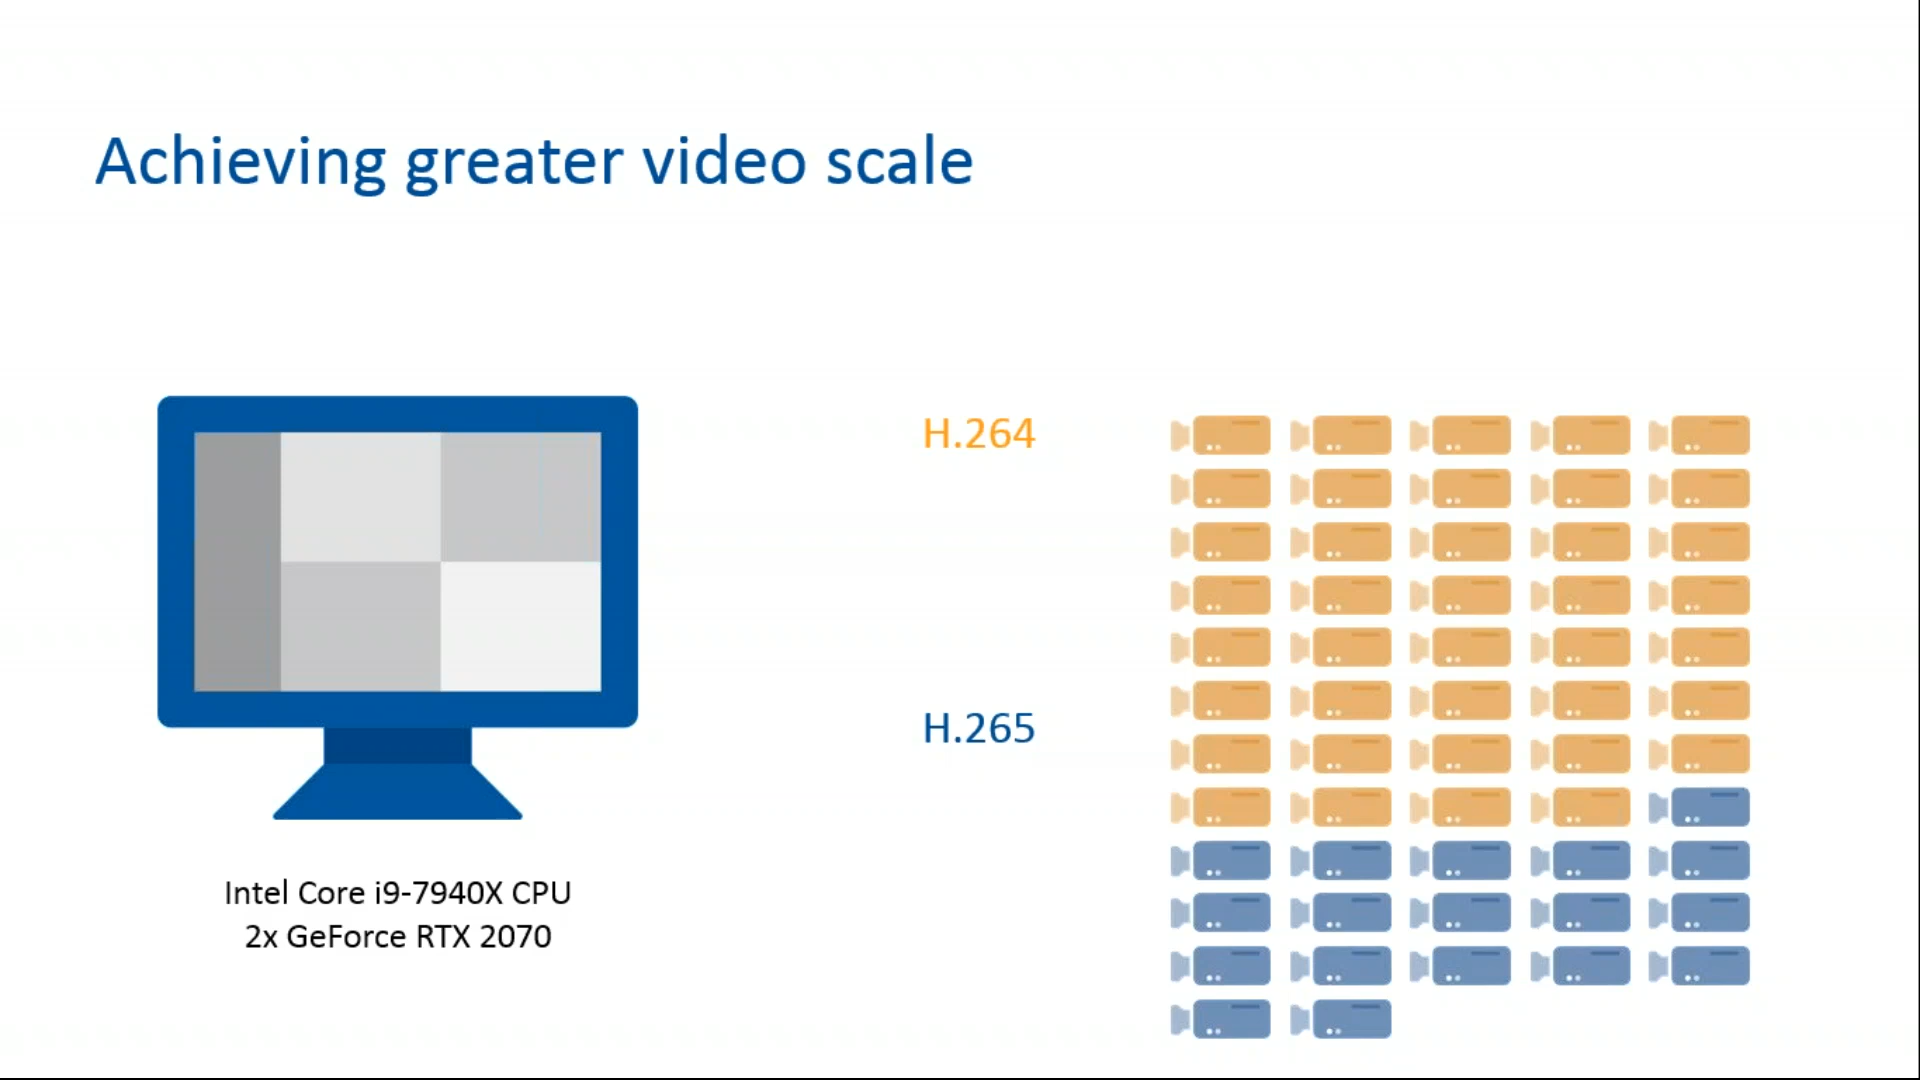 Achieving greater video scale
H.264
H.265
Intel Core i9-7940X CPU
2x GeForce RTX 2070